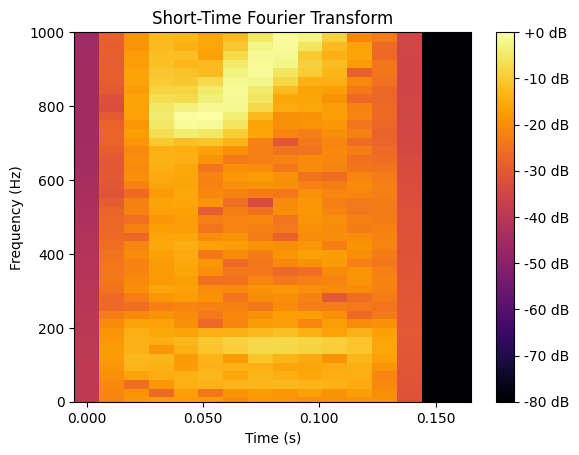 Short-Time Fourier Transform
1000
800
600
400
200
0
Frequency (Hz)
0.000
0.050
0.100
0.150
Time (s)
+0 dB
-10 dB
-20 dB
-30 dB
-40 dB
-50 dB
-60 dB
-70 dB
-80 dB